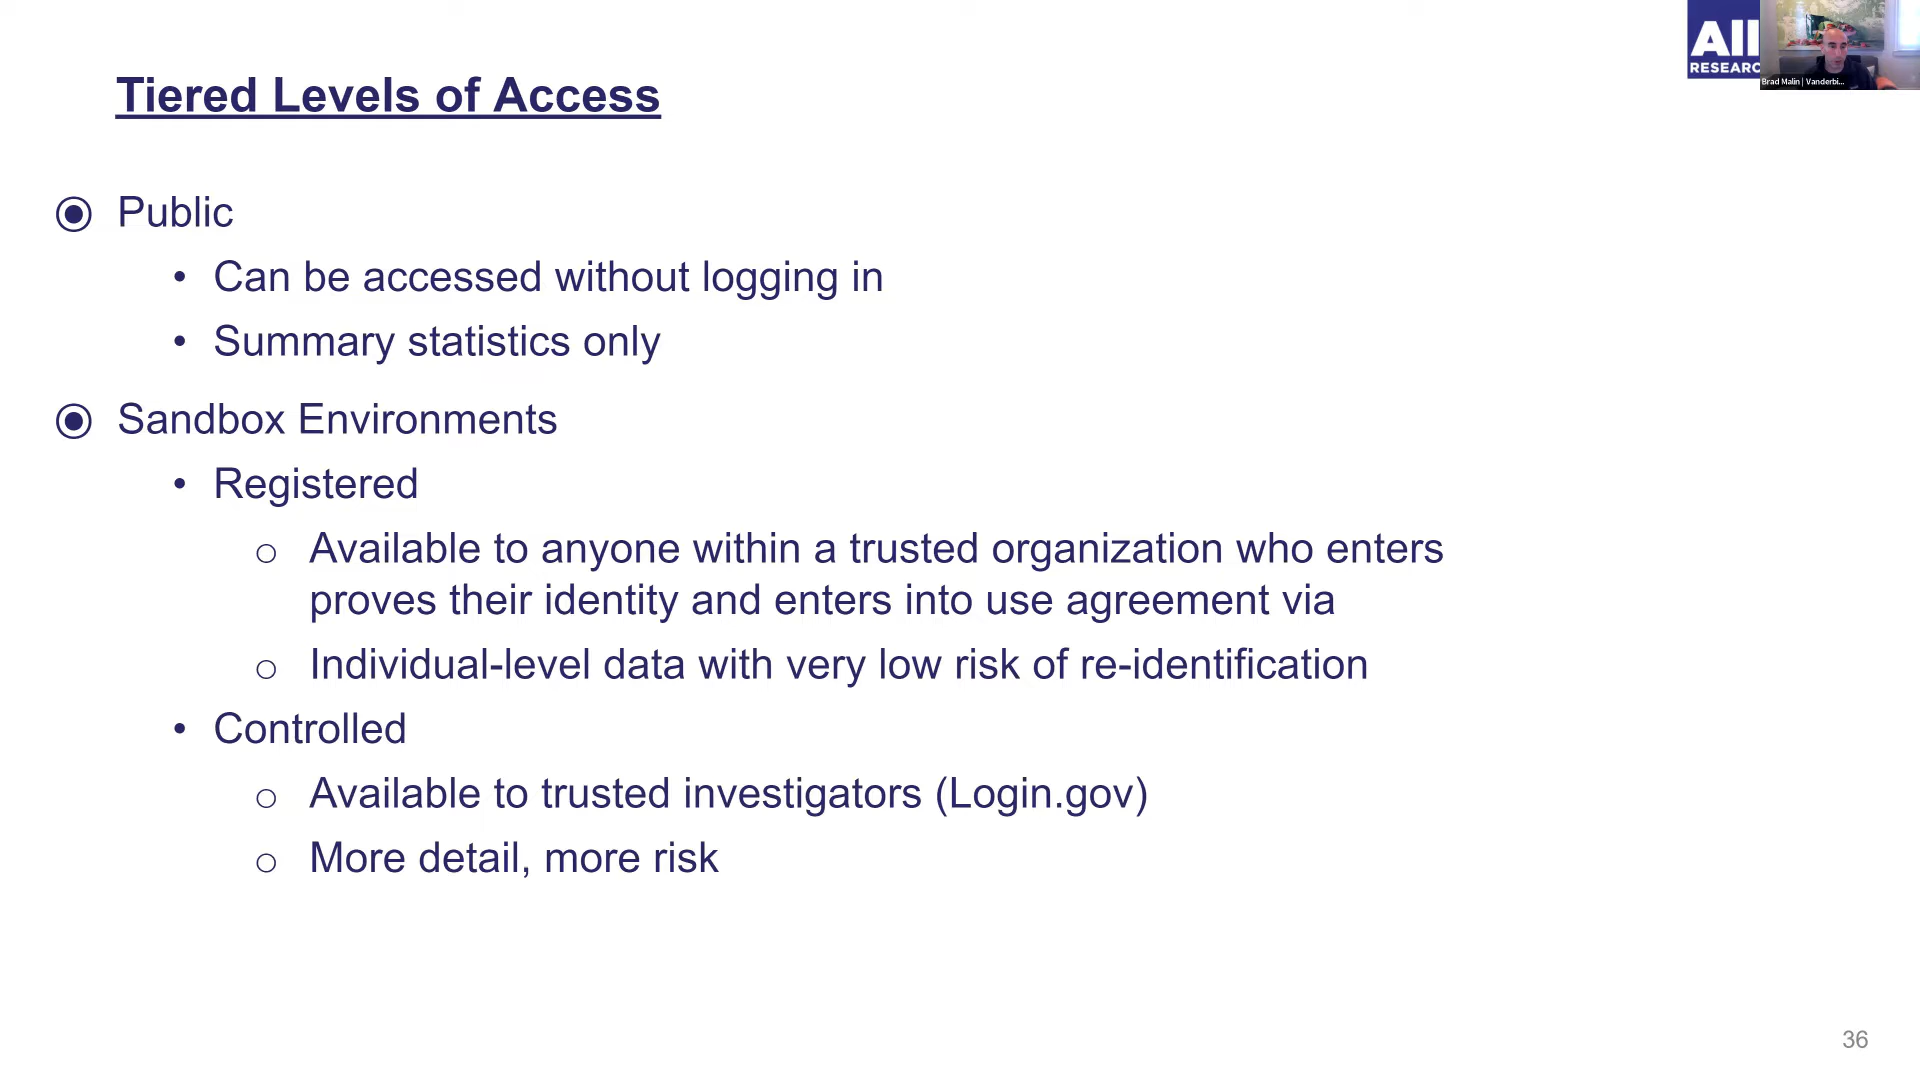 All
RESEARC
Brad Malin | Vanderbi...
Tiered Levels of Access
Public
• Can be accessed without logging in
• Summary statistics only
Sandbox Environments
• Registered
o Available to anyone within a trusted organization who enters
proves their identity and enters into use agreement via
o Individual-level data with very low risk of re-identification
• Controlled
o Available to trusted investigators (Login.gov)
o More detail, more risk
36